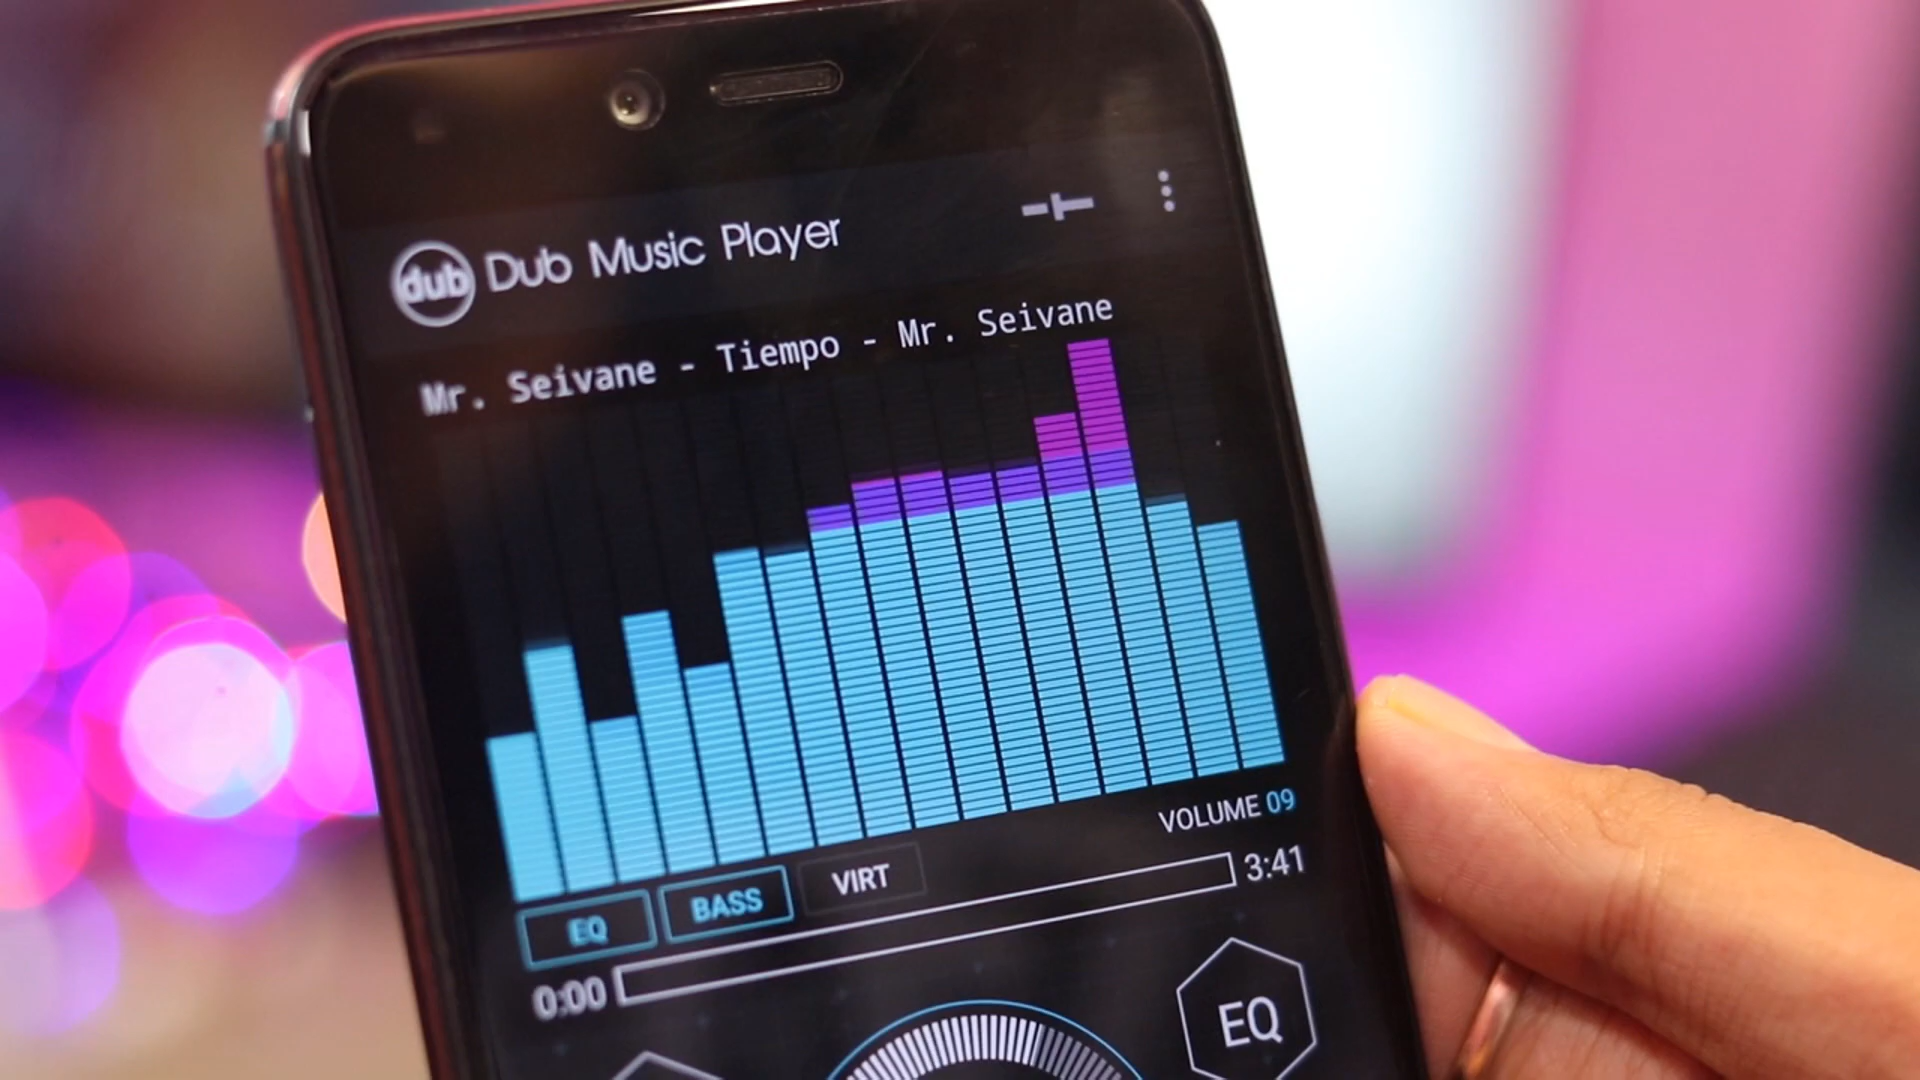 dub Dub Music Player
Mr. Seivane - Tiempo - Mr. Seivane
VOLUME 09
EQ BASS VIRT
0:00 3:41
EQ